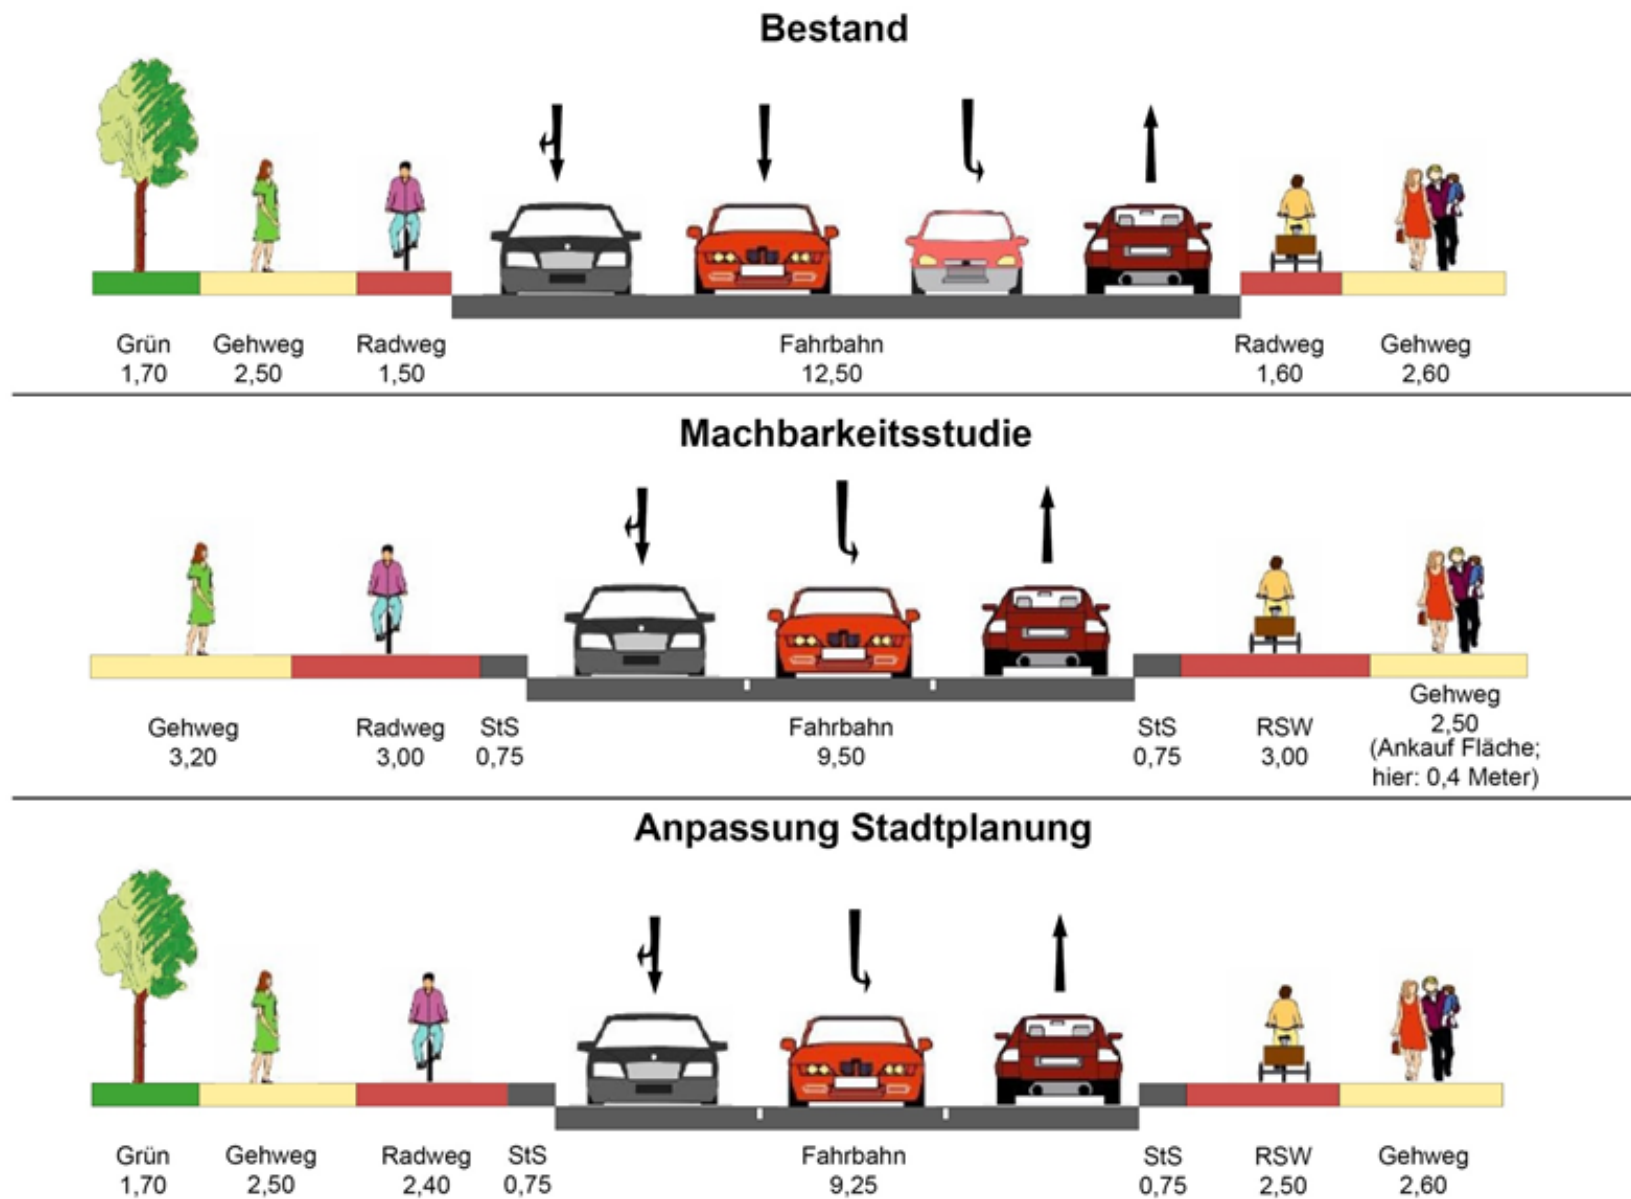 Bestand
Grün Gehweg Radweg Fahrbahn Radweg Gehweg
1,70 2,50 1,50 12,50 1,60 2,60
Machbarkeitsstudie
Gehweg Radweg StS Fahrbahn StS RSW Gehweg
3,20 3,00 0,75 9,50 0,75 3,00 2,50
(Ankauf Fläche;
hier: 0,4 Meter)
Anpassung Stadtplanung
Grün Gehweg Radweg StS Fahrbahn StS RSW Gehweg
1,70 2,50 2,40 0,75 9,25 0,75 2,50 2,60